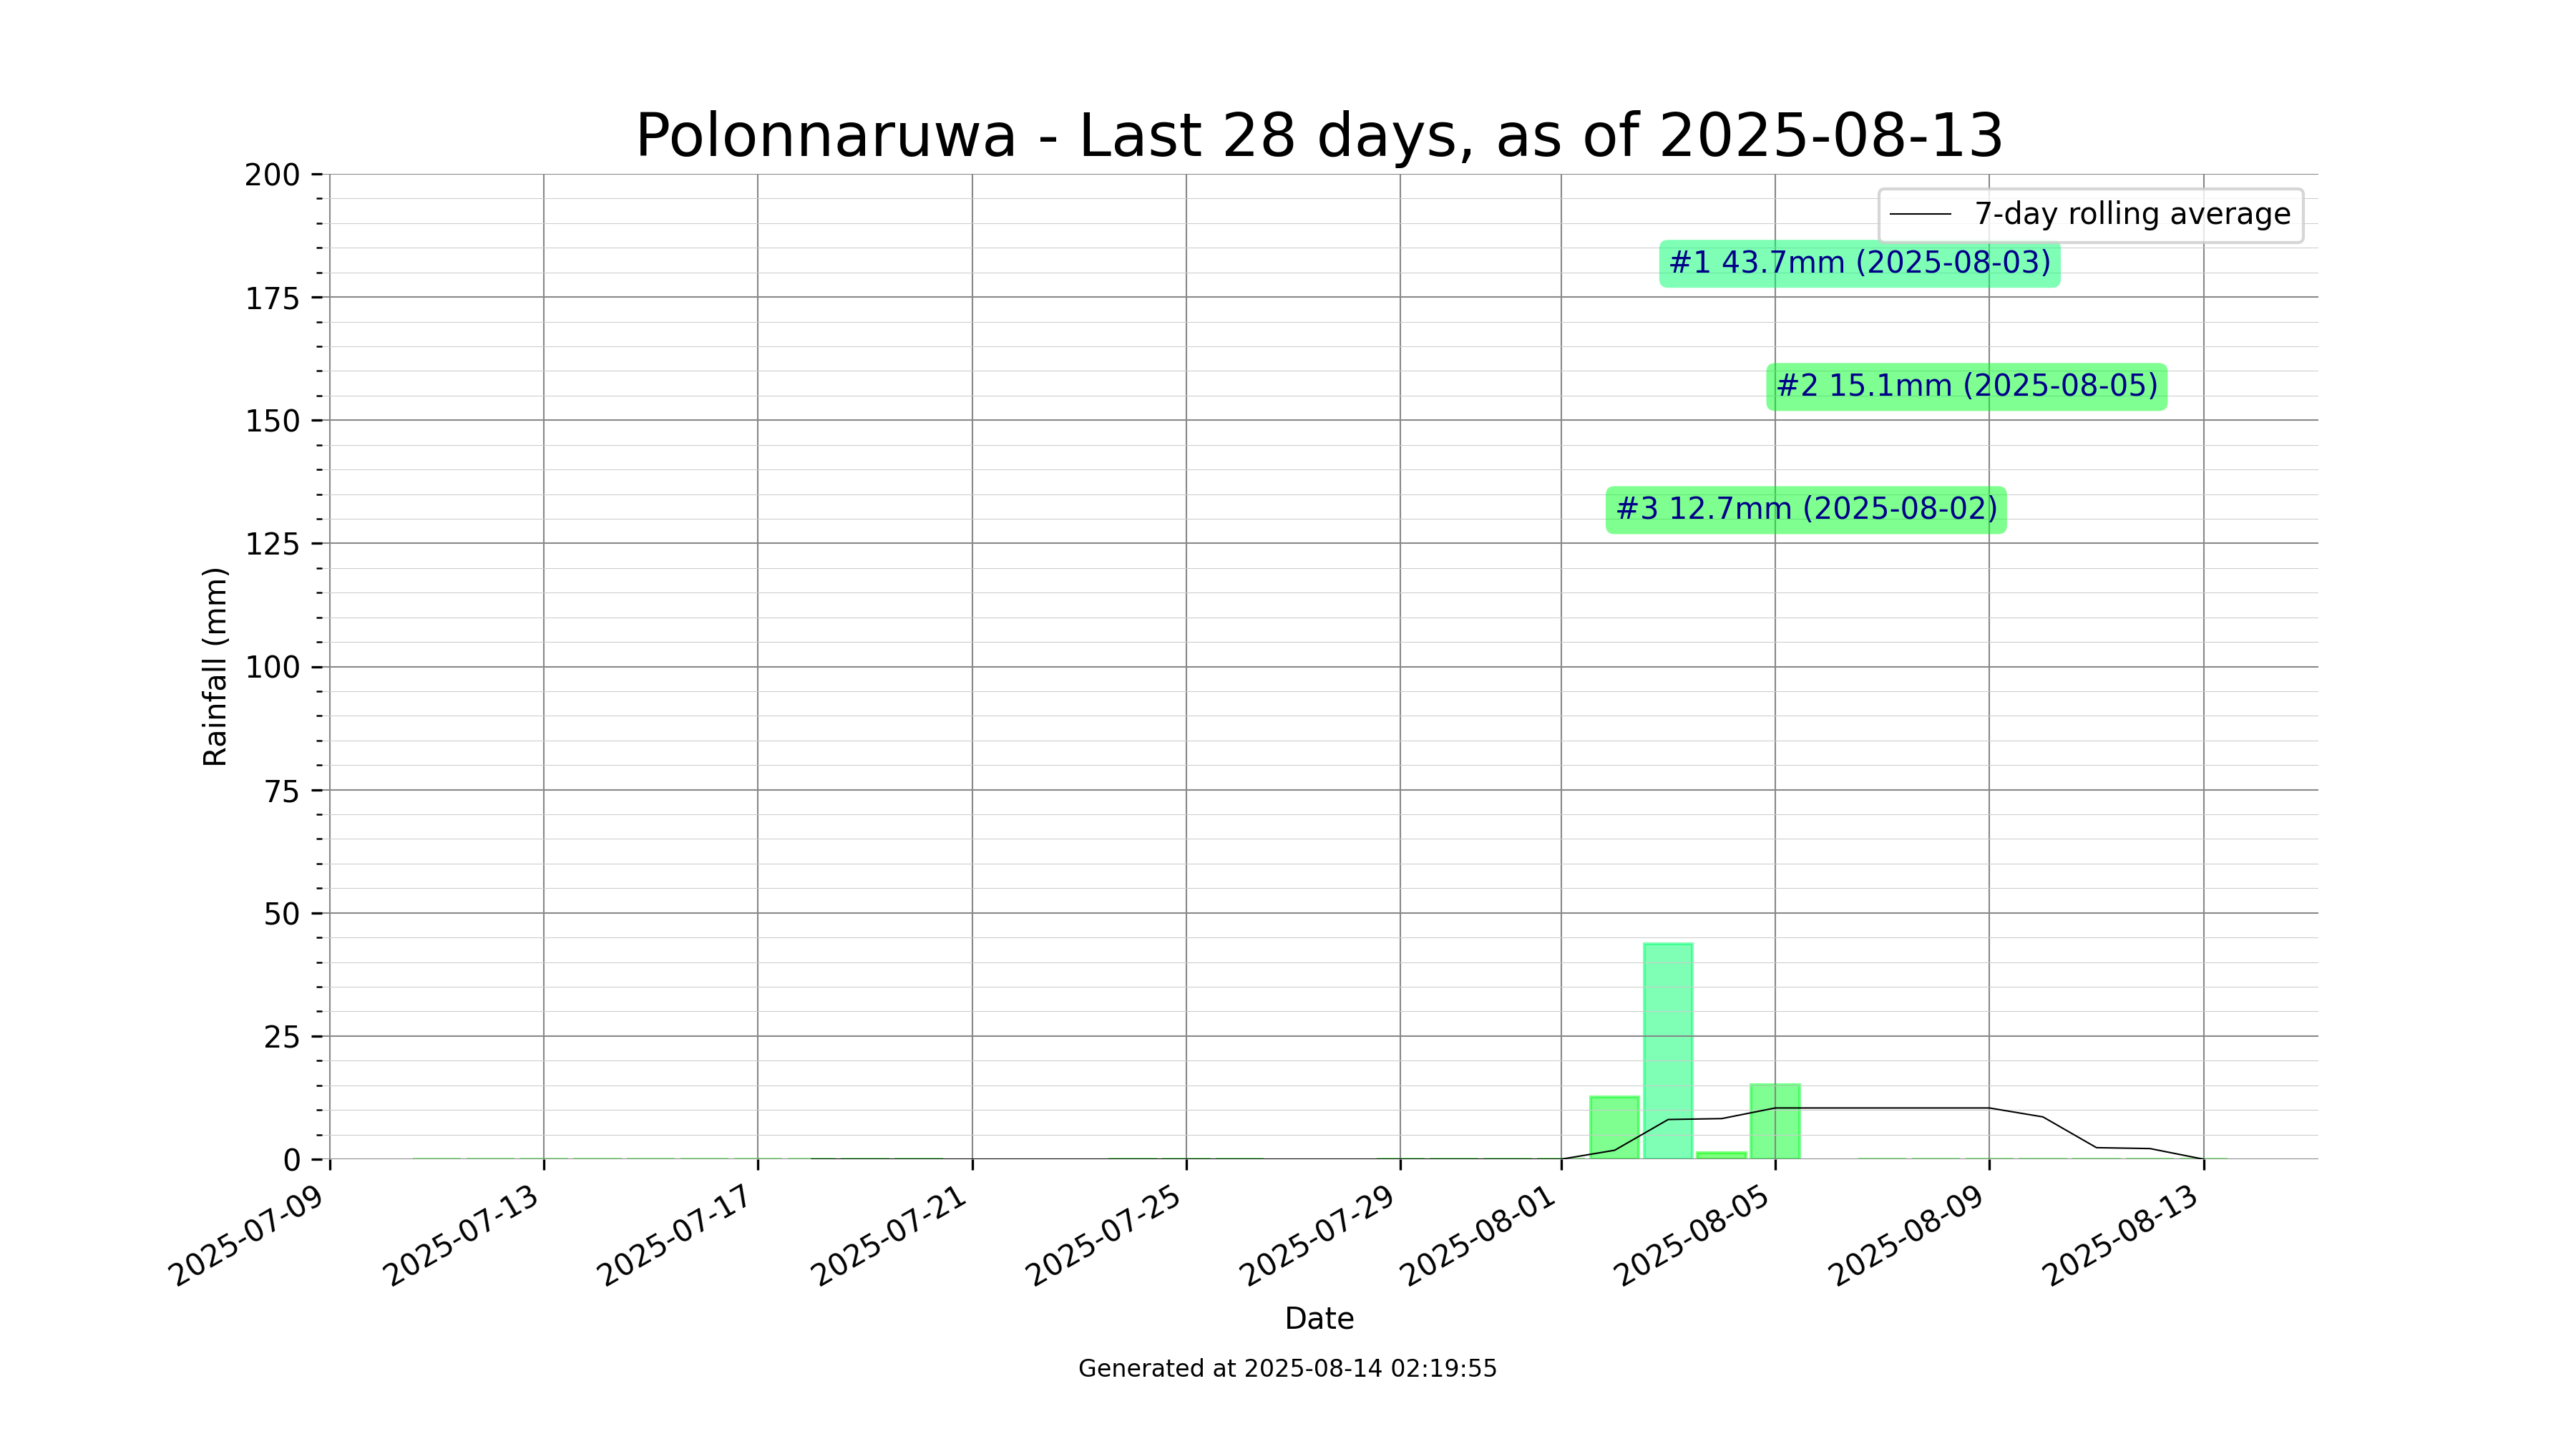 Polonnaruwa - Last 28 days, as of 2025-08-13
200
175
150
125
100
75
50
25
0
Rainfall (mm)
7-day rolling average
#1 43.7mm (2025-08-03)
#2 15.1mm (2025-08-05)
#3 12.7mm (2025-08-02)
2025-07-09
2025-07-13
2025-07-17
2025-07-21
2025-07-25
2025-07-29
2025-08-01
2025-08-05
2025-08-09
2025-08-13
Date
Generated at 2025-08-14 02:19:55